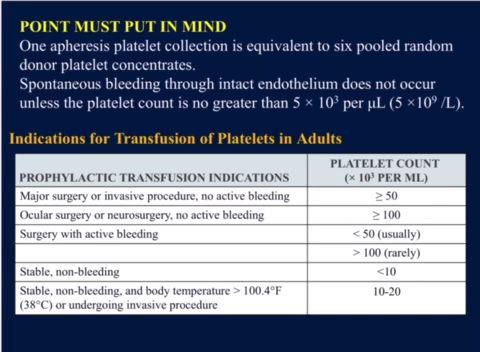 POINT MUST PUT IN MIND
One apheresis platelet collection is equivalent to six pooled random
donor platelet concentrates.
Spontaneous bleeding through intact endothelium does not occur
unless the platelet count is no greater than 5 × 10³ per µL (5 ×10⁹ /L).
Indications for Transfusion of Platelets in Adults
PROPHYLACTIC TRANSFUSION INDICATIONS PLATELET COUNT (× 10³ PER ML)
Major surgery or invasive procedure, no active bleeding ≥ 50
Ocular surgery or neurosurgery, no active bleeding ≥ 100
Surgery with active bleeding < 50 (usually)
> 100 (rarely)
Stable, non-bleeding <10
Stable, non-bleeding, and body temperature > 100.4°F 10-20
(38°C) or undergoing invasive procedure